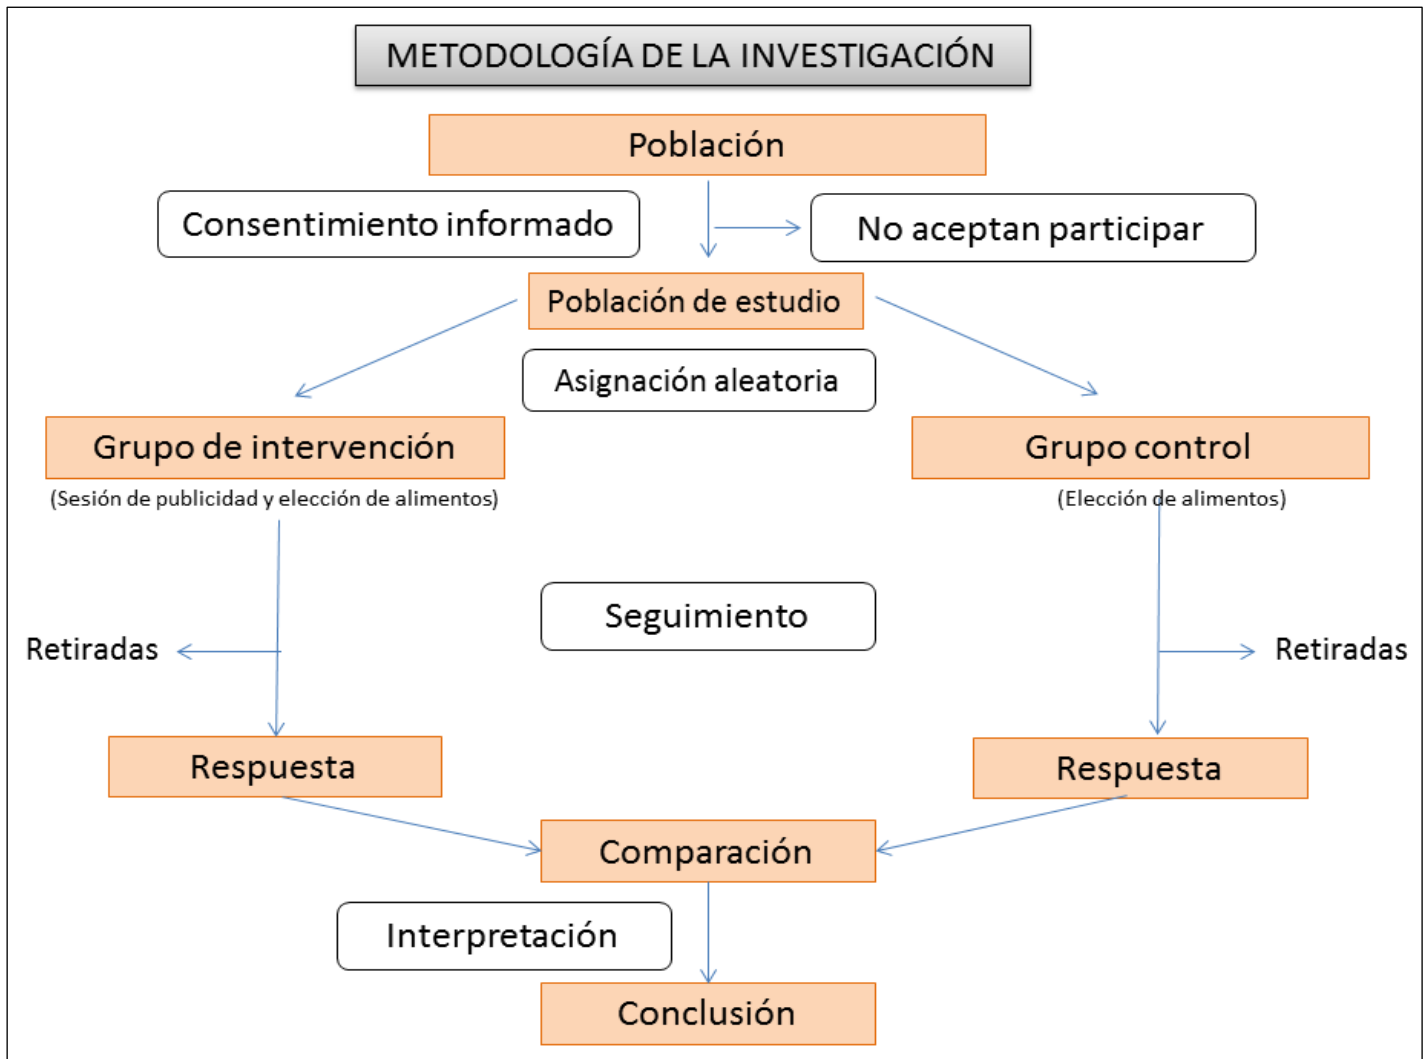 METODOLOGÍA DE LA INVESTIGACIÓN
Población
Consentimiento informado
No aceptan participar
Población de estudio
Asignación aleatoria
Grupo de intervención
(Sesión de publicidad y elección de alimentos)
Grupo control
(Elección de alimentos)
Seguimiento
Retiradas
Retiradas
Respuesta
Respuesta
Comparación
Interpretación
Conclusión